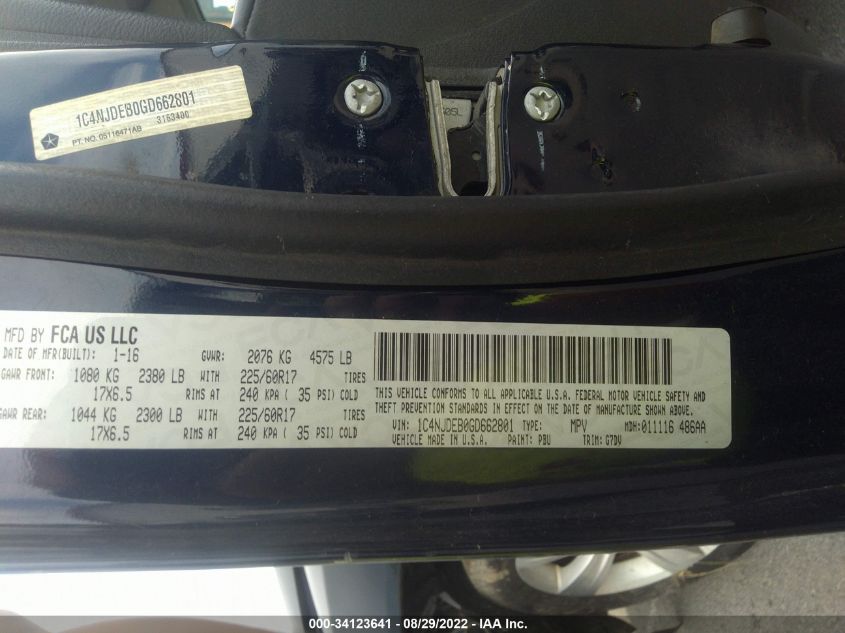 1C4NJDEB0GD662801
3153400
PT. NO. 05116471AB
05L
MFD BY FCA US LLC
DATE OF MFR(BUILT): 1-16 GVWR: 2076 KG 4575 LB
GAWR FRONT: 1080 KG 2380 LB WITH 225/60R17 TIRES
17X6.5 RIMS AT 240 KPA ( 35 PSI) COLD
GAWR REAR: 1044 KG 2300 LB WITH 225/60R17 TIRES
17X6.5 RIMS AT 240 KPA ( 35 PSI) COLD
THIS VEHICLE CONFORMS TO ALL APPLICABLE U.S.A. FEDERAL MOTOR VEHICLE SAFETY AND
THEFT PREVENTION STANDARDS IN EFFECT ON THE DATE OF MANUFACTURE SHOWN ABOVE.
VIN: 1C4NJDEB0GD662801 TYPE: MPV MDH: 011116 486AA
VEHICLE MADE IN U.S.A. PAINT: PBU TRIM: G7DV
000-34123641 - 08/29/2022 - IAA Inc.